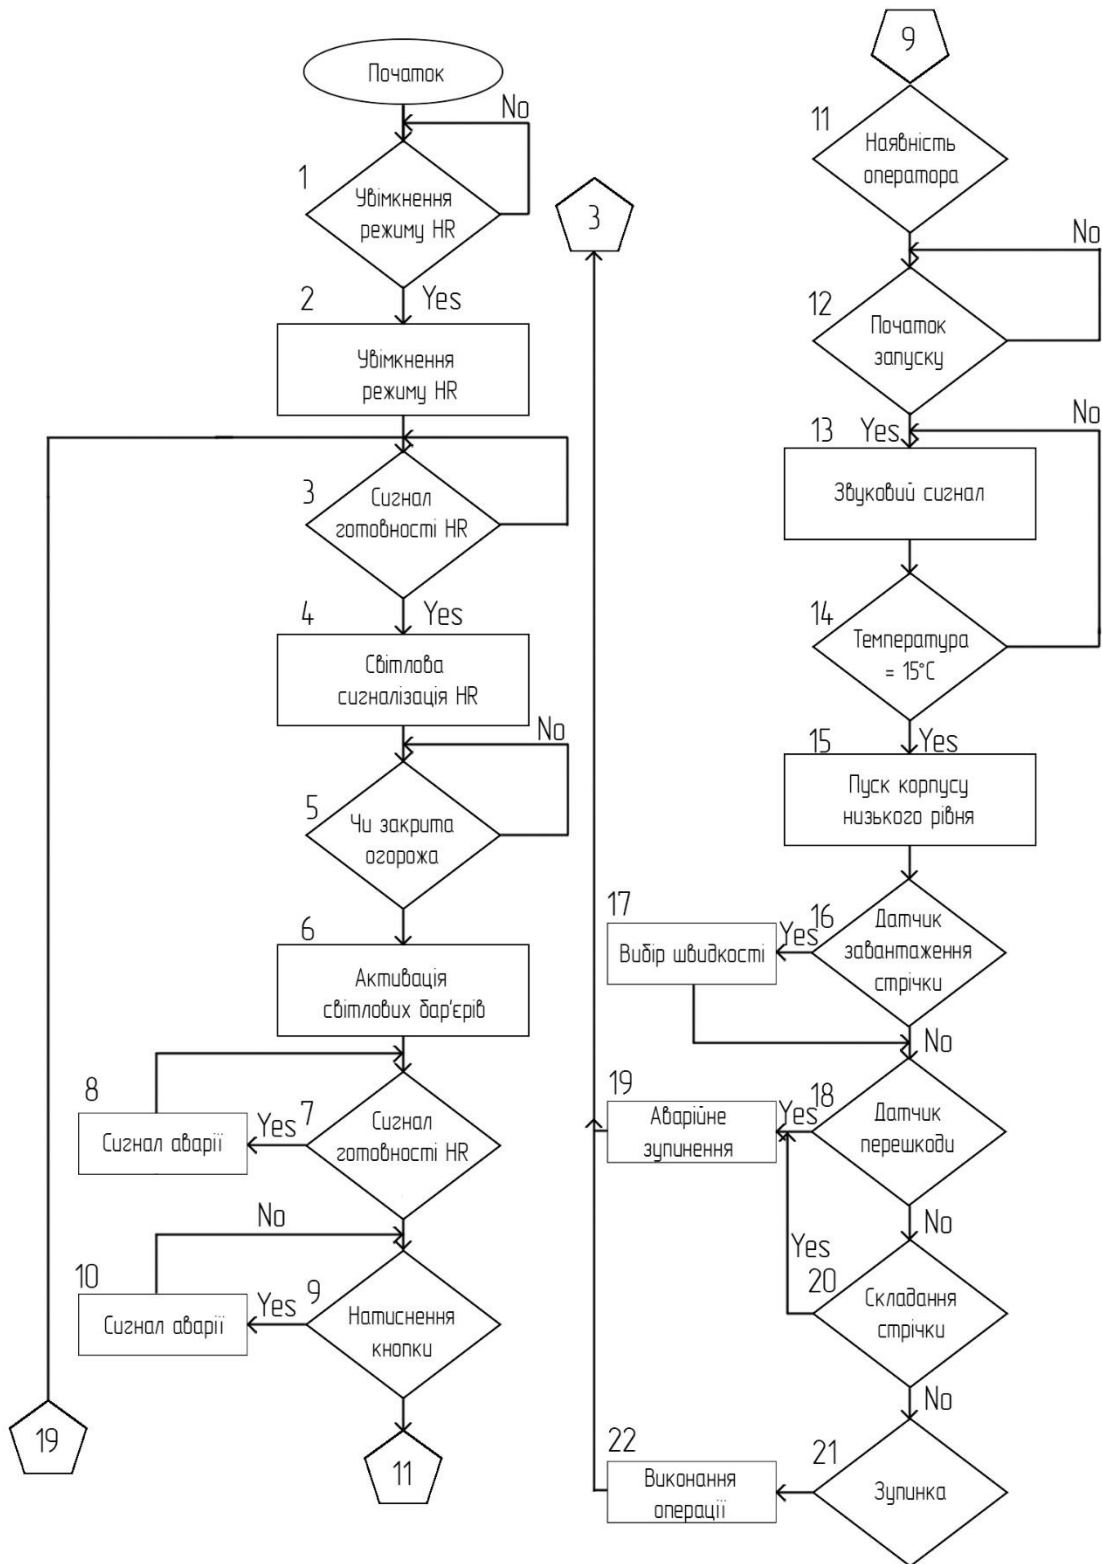 Початок
No
1
Увімкнення
режиму HR
Yes
2
Увімкнення
режиму HR
3
Сигнал
готовності HR
Yes
4
Світлова
сигналізація HR
No
5
Чи закрита
огорожа
6
Активація
світлових бар'єрів
8
Сигнал аварії
Yes
7
Сигнал
готовності HR
No
10
Сигнал аварії
Yes
9
Натиснення
кнопки
19
11
3
9
11
Наявність
оператора
No
12
Початок
запуску
No
13
Yes
Звуковий сигнал
14
Температура
= 15°C
Yes
15
Пуск корпусу
низького рівня
17
Вибір швидкості
Yes
16
Датчик
завантаження
стрічки
No
19
Аварійне
зупинення
Yes
18
Датчик
перешкоди
No
Yes
20
Складання
стрічки
No
22
Виконання
операції
21
Зупинка